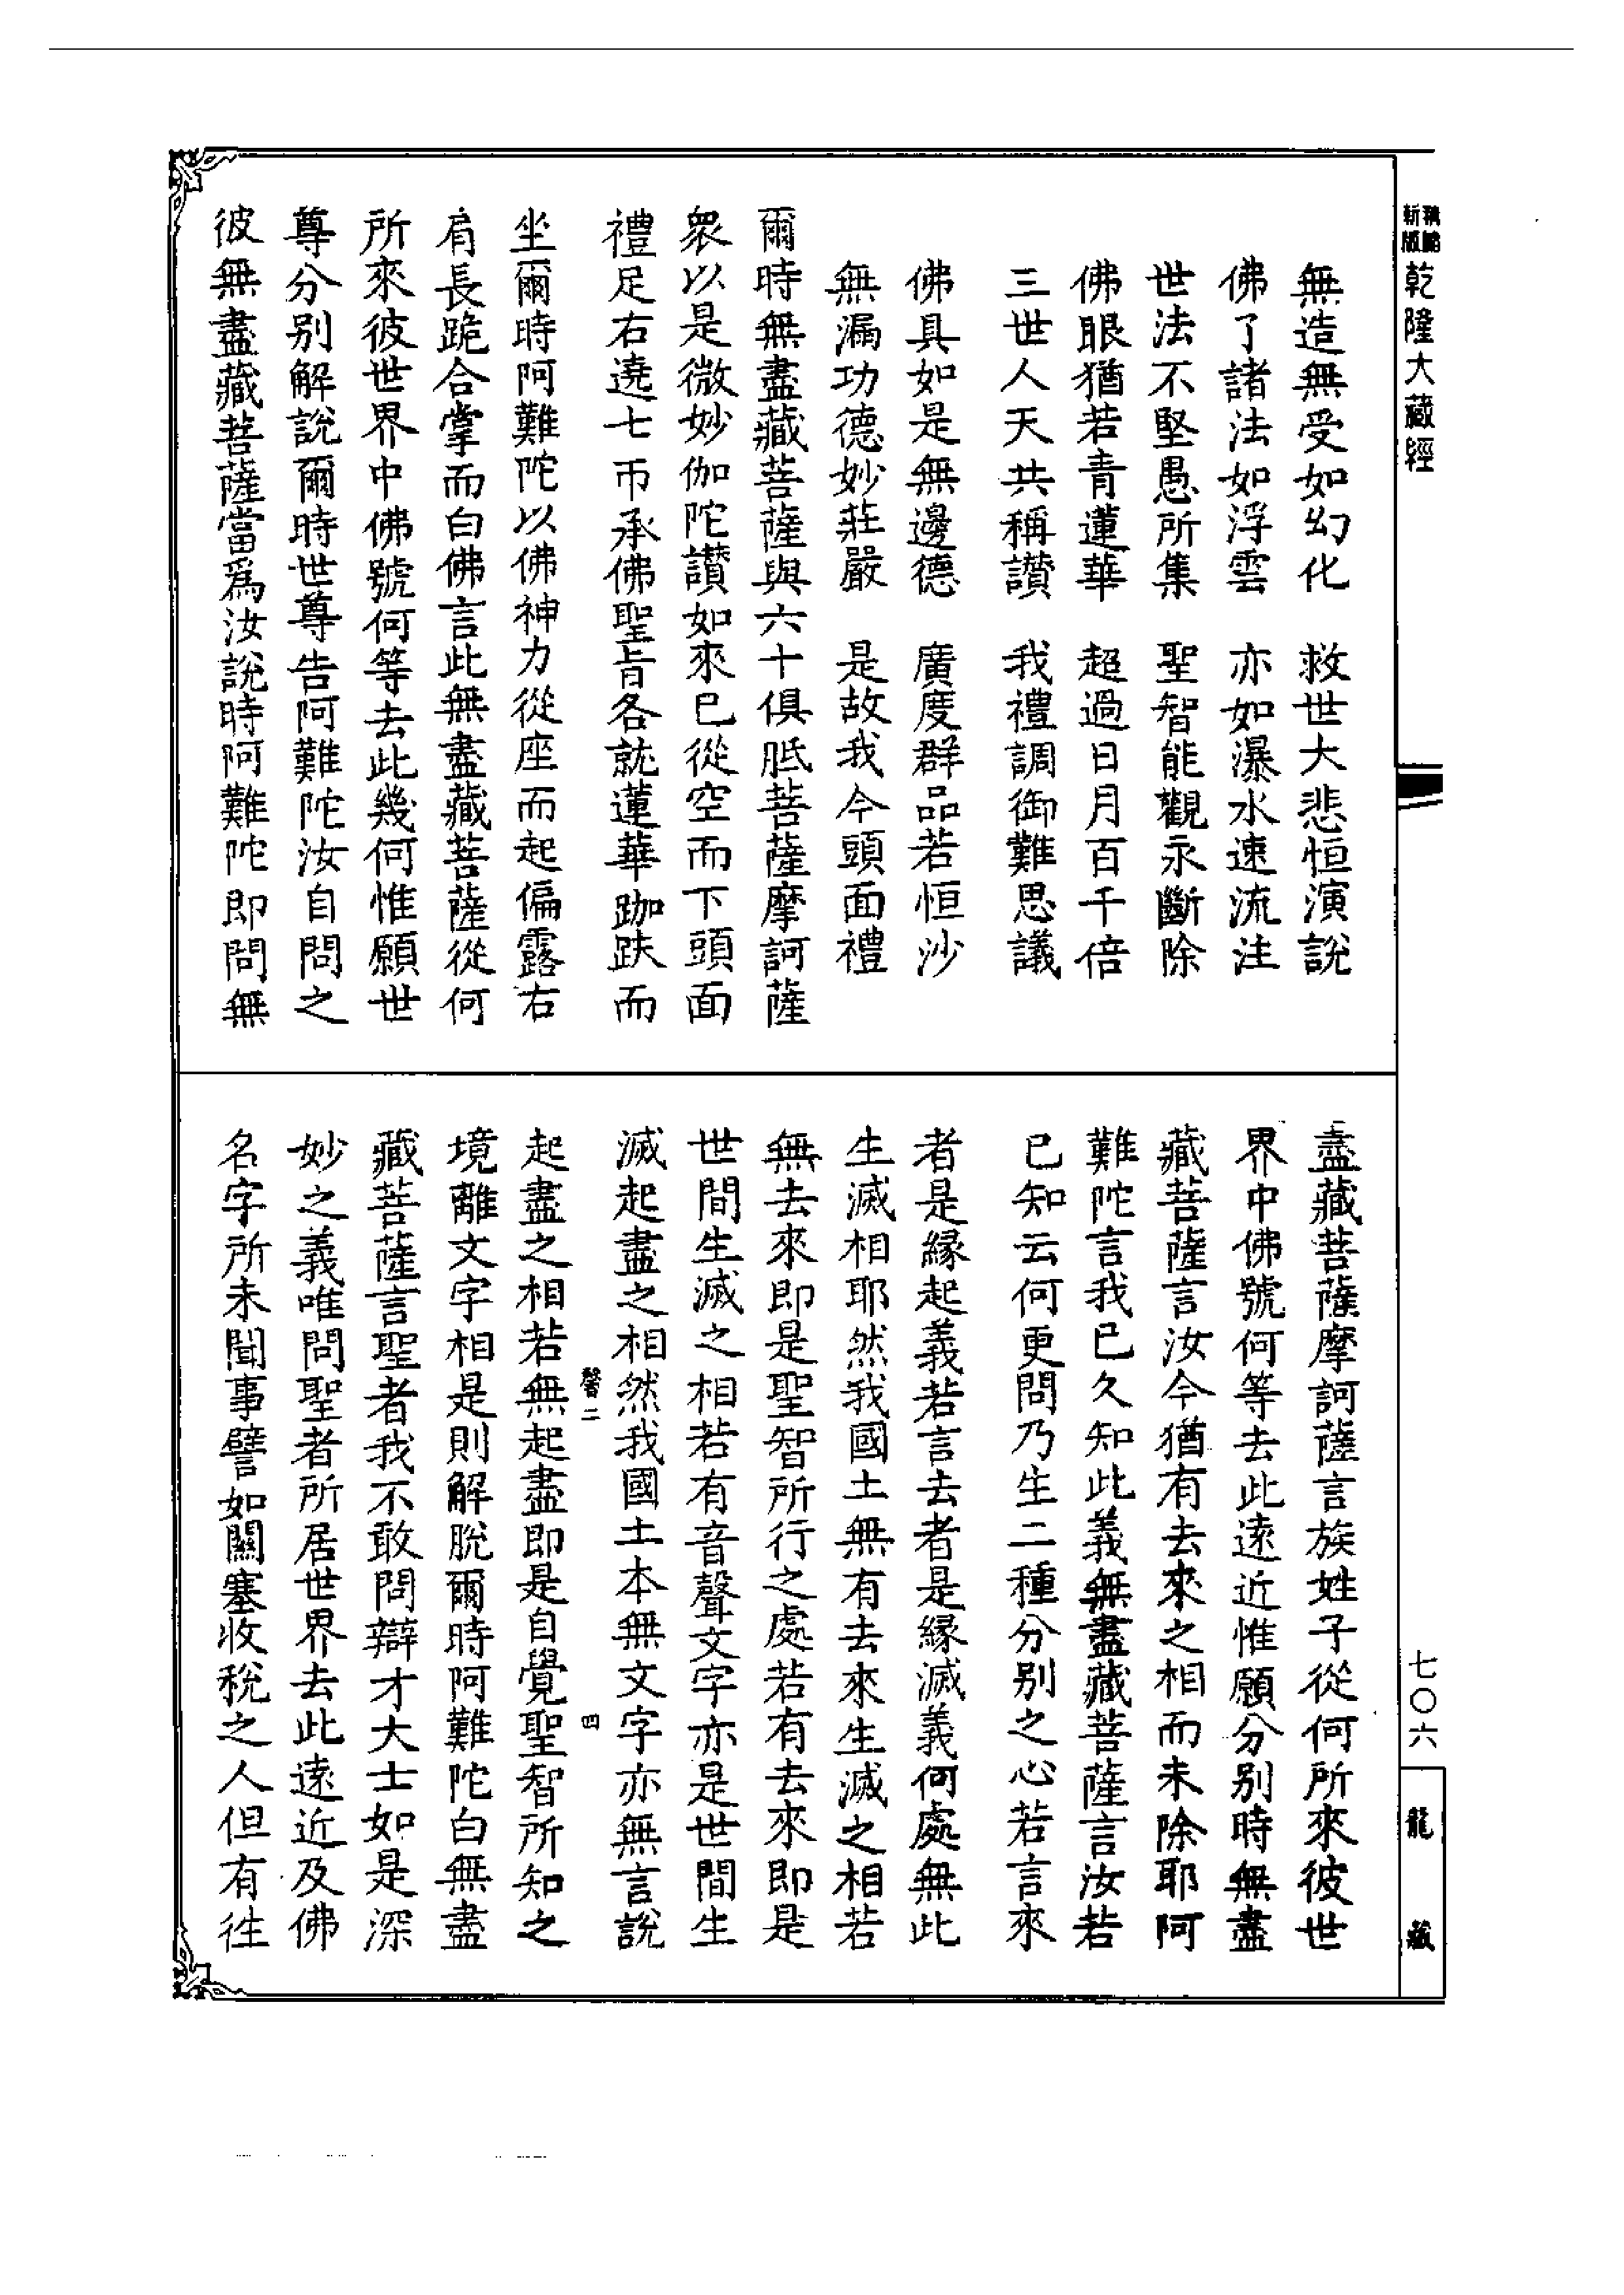 乾隆大藏經
無造無受如幻化　救世大悲恒演說
佛了諸法如浮雲　亦如瀑水速流注
世法不堅愚所集　聖智能觀永斷除
佛眼猶若青蓮華　超過日月百千倍
三世人天共稱讚　我禮調御難思議
佛具如是無邊德　廣度群品若恒沙
無漏功德妙莊嚴　是故我今頭面禮
爾時無盡藏菩薩與六十俱胝菩薩摩訶薩
衆以是微妙伽陀讚如來已從空而下頭面
禮足右遶七帀承佛聖旨各就蓮華跏趺而
坐爾時阿難陀以佛神力從座而起偏露右
肩長跪合掌而白佛言此無盡藏菩薩從何
所來彼世界中佛號何等去此幾何惟願世
尊分別解說爾時世尊告阿難陀汝自問之
彼無盡藏菩薩當爲汝說時阿難陀即問無
盡藏菩薩摩訶薩言族姓子從何所來彼世
界中佛號何等去此遠近惟願分別時無盡
藏菩薩言汝今猶有去來之相而未除耶阿
難陀言我已久知此義無盡藏菩薩言汝若
已知云何更問乃生二種分別之心若言來
者是緣起義若言去者是緣滅義何處無此
生滅相耶然我國土無有去來生滅之相若
無去來即是聖智所行之處若有去來即是
世間生滅之相若有音聲文字亦是世間生
滅起盡之相然我國土本無文字亦無言說
罄二　四
起盡之相若無起盡即是自覺聖智所知之
境離文字相是則解脫爾時阿難陀白無盡
藏菩薩言聖者我不敢問辯才大士如是深
妙之義唯問聖者所居世界去此遠近及佛
名字所未聞事譬如關塞收稅之人但有往
七〇六
龍藏